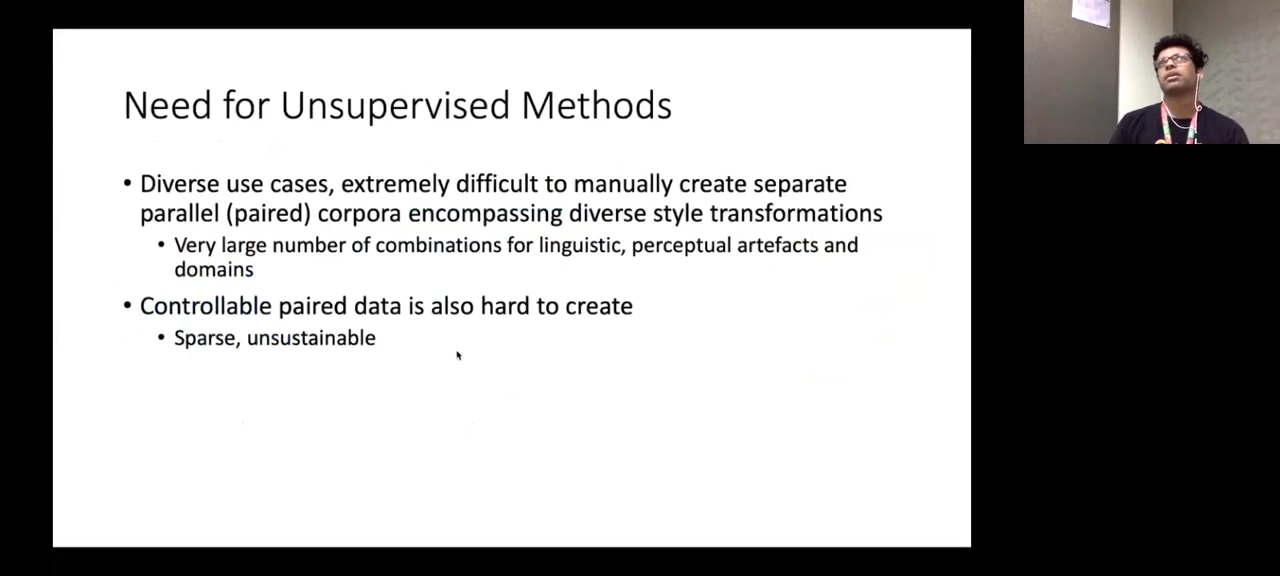 Need for Unsupervised Methods
• Diverse use cases, extremely difficult to manually create separate
parallel (paired) corpora encompassing diverse style transformations
• Very large number of combinations for linguistic, perceptual artefacts and
domains
• Controllable paired data is also hard to create
• Sparse, unsustainable